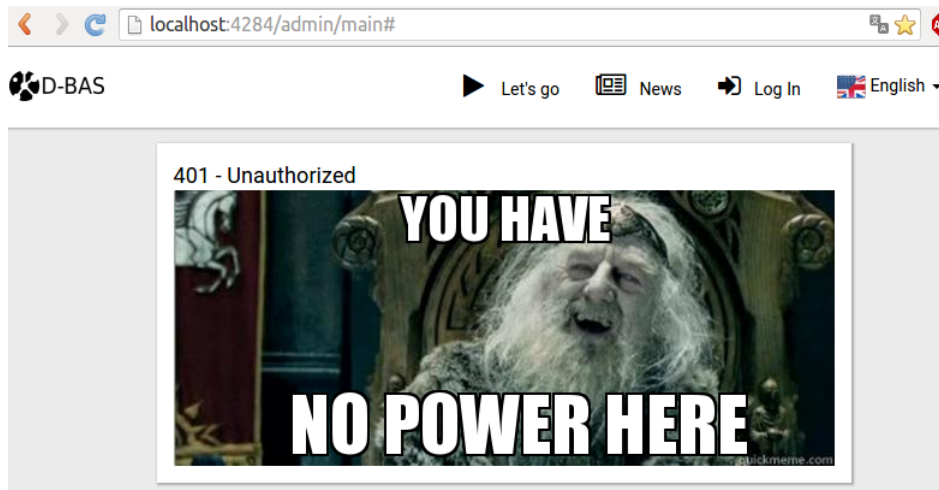 localhost:4284/admin/main#
D-BAS
Let's go
News
Log In
English
401 - Unauthorized
YOU HAVE
NO POWER HERE
quickmeme.com